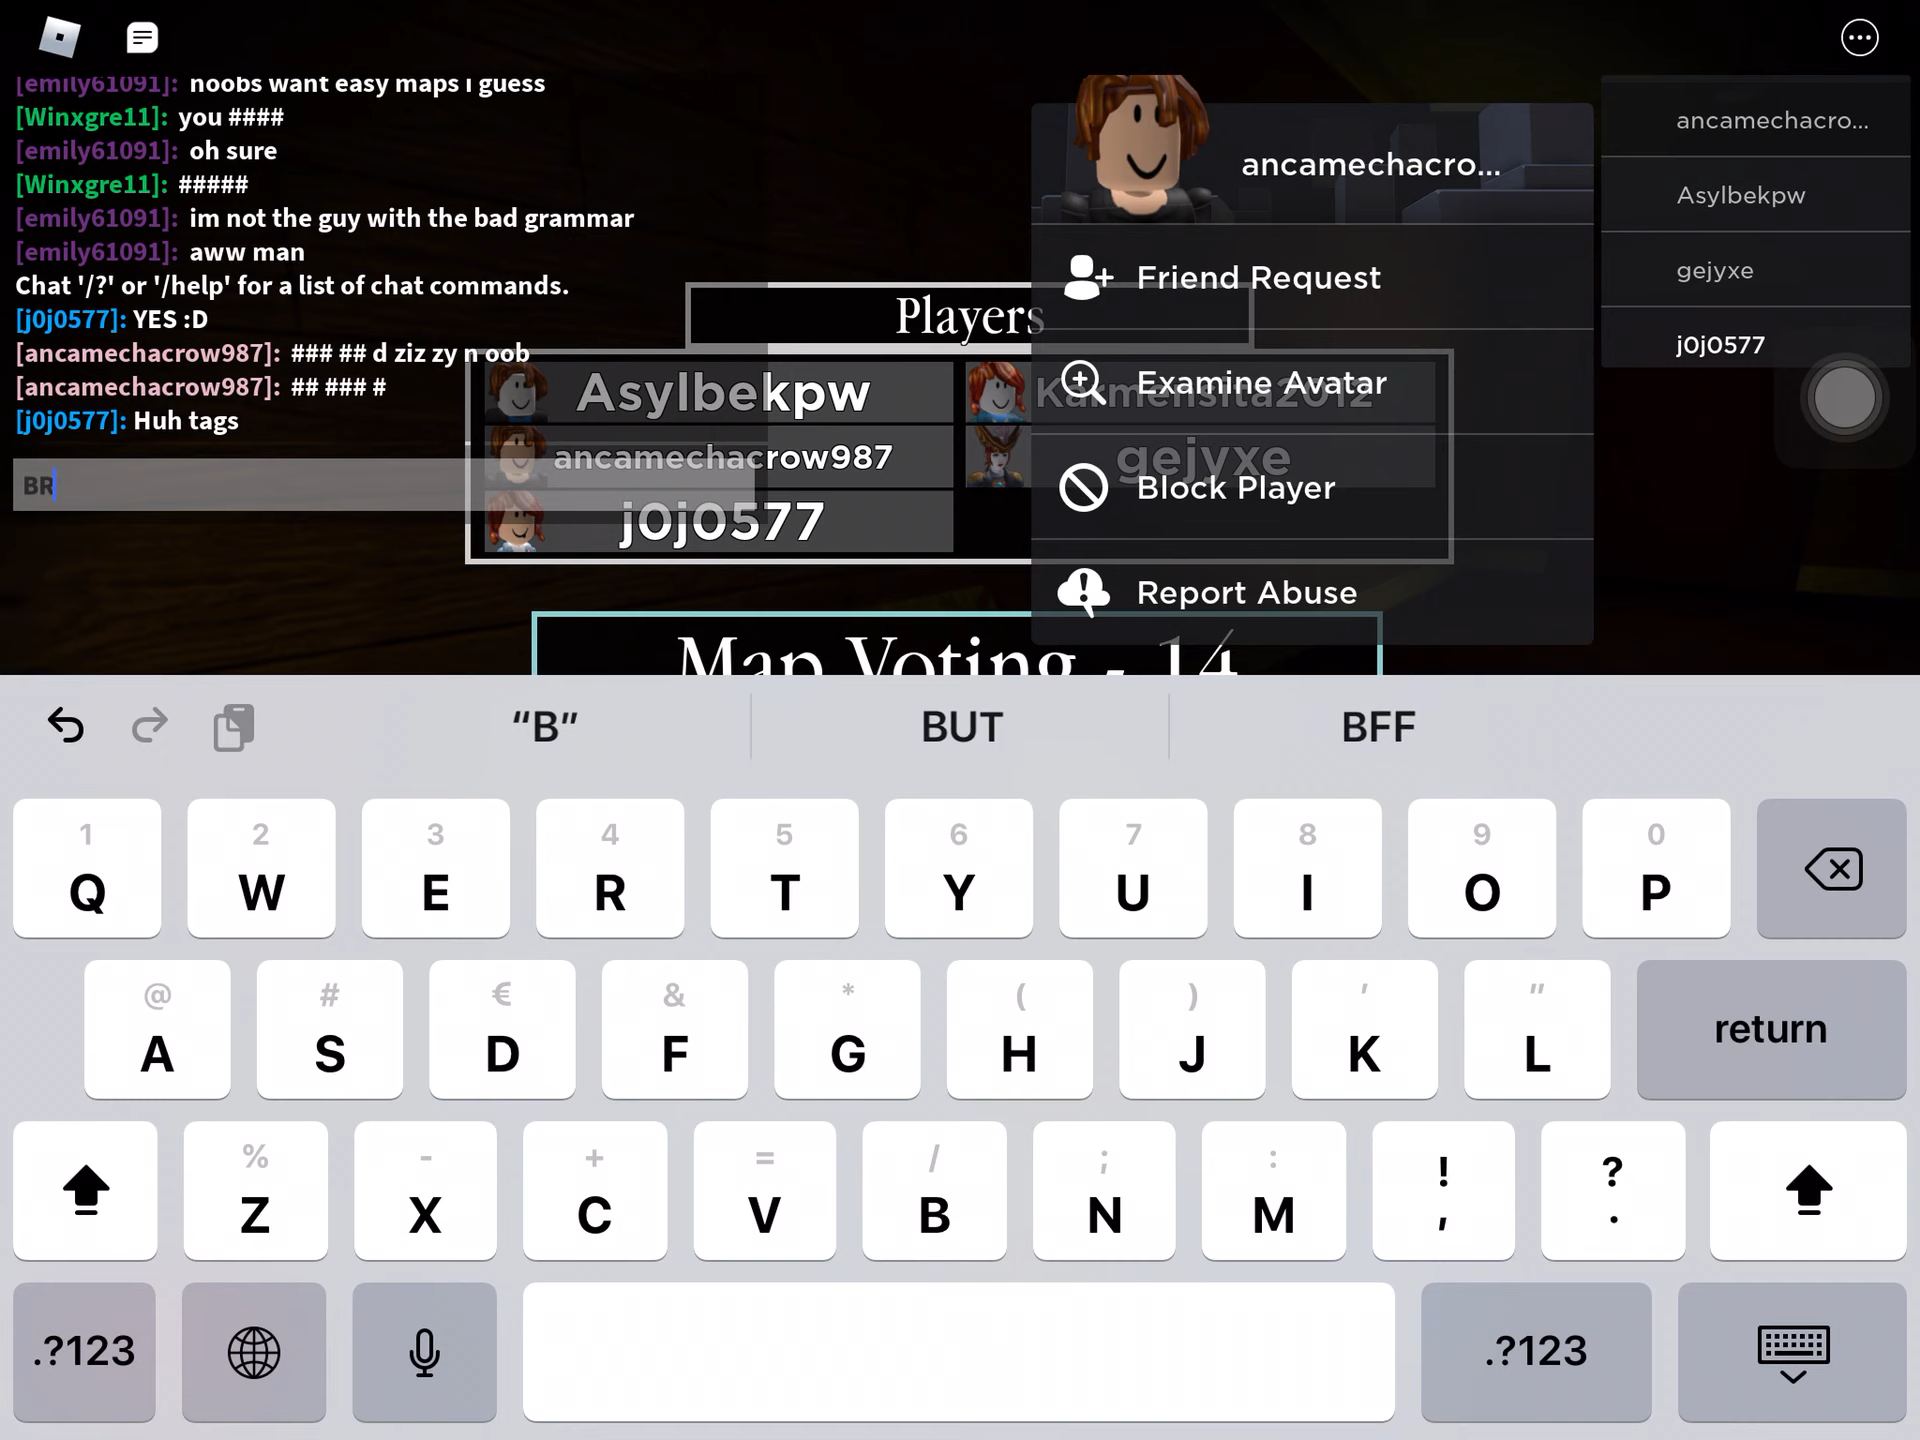 [emily61091]: noobs want easy maps i guess
[Winxgre11]: you ####
[emily61091]: oh sure
[Winxgre11]: #####
[emily61091]: im not the guy with the bad grammar
[emily61091]: aww man
Chat '/?' or '/help' for a list of chat commands.
[j0j0577]: YES :D
[ancamechacrow987]: ### ## d ziz zy n oob
[ancamechacrow987]: ## ### #
[j0j0577]: Huh tags
BR
Players
Asylbekpw
Karmensita2012
ancamechacrow987
gejyxe
j0j0577
Map Voting - 14
ancamechacro...
Friend Request
Examine Avatar
Block Player
Report Abuse
ancamechacro...
Asylbekpw
gejyxe
j0j0577
“B” BUT BFF
1 2 3 4 5 6 7 8 9 0
Q W E R T Y U I O P
@ # € & * ( ) ' "
A S D F G H J K L return
% - + = / ; : ! ?
Z X C V B N M , .
.?123 .?123